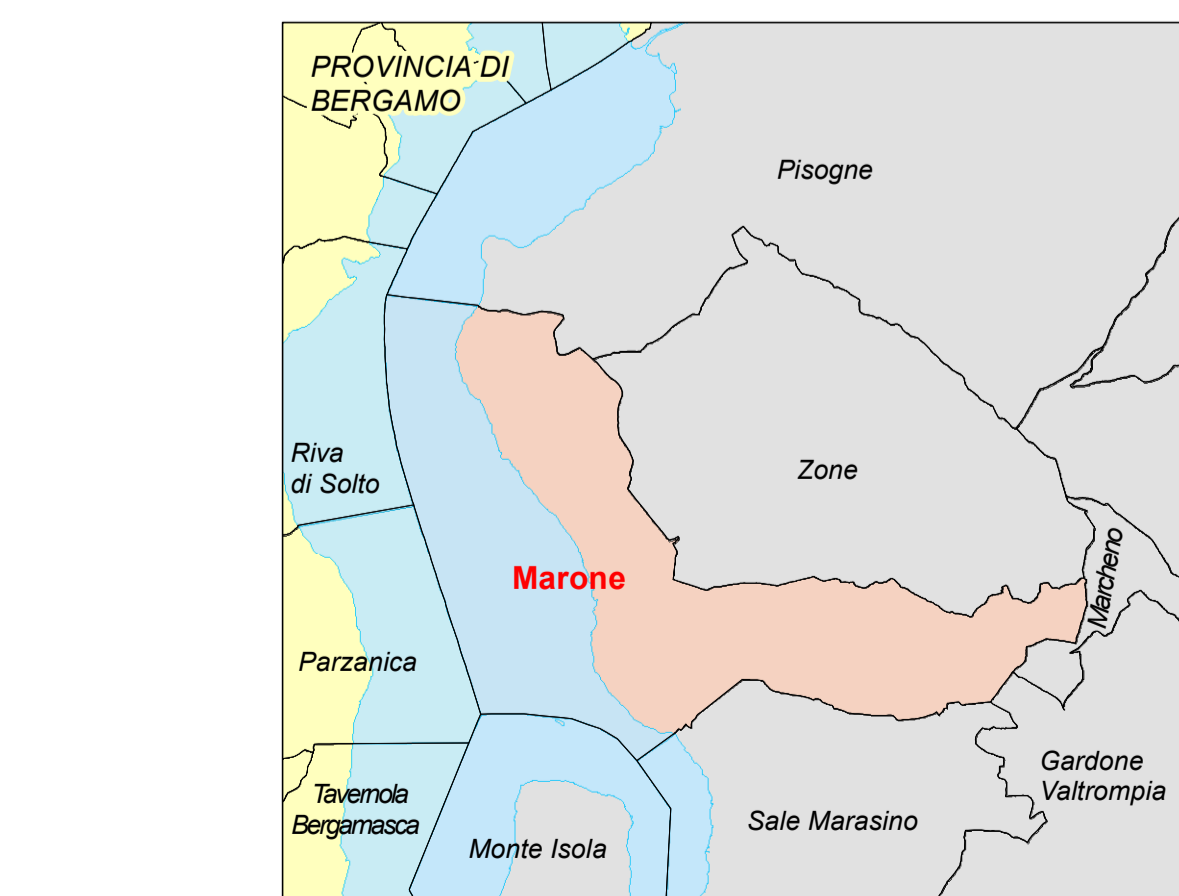 PROVINCIA DI
BERGAMO
Pisogne
Riva
di Solto
Zone
Marcheno
Marone
Parzanica
Gardone
Valtrompia
Tavernola
Bergamasca
Sale Marasino
Monte Isola